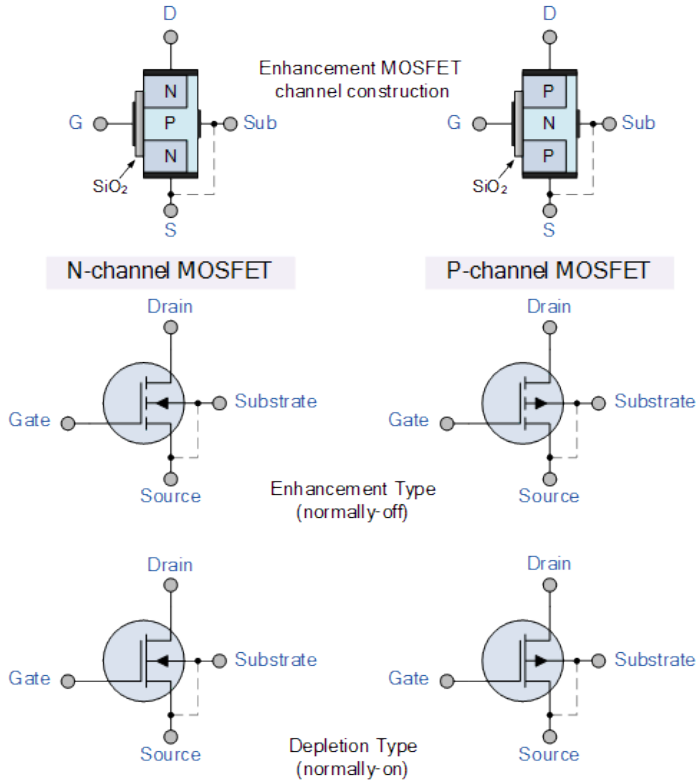 D
D
Enhancement MOSFET
channel construction
N
P
G
P
Sub
G
N
Sub
N
P
SiO₂
SiO₂
S
S
N-channel MOSFET
P-channel MOSFET
Drain
Drain
Substrate
Substrate
Gate
Gate
Source
Source
Enhancement Type
(normally-off)
Drain
Drain
Substrate
Substrate
Gate
Gate
Source
Source
Depletion Type
(normally-on)